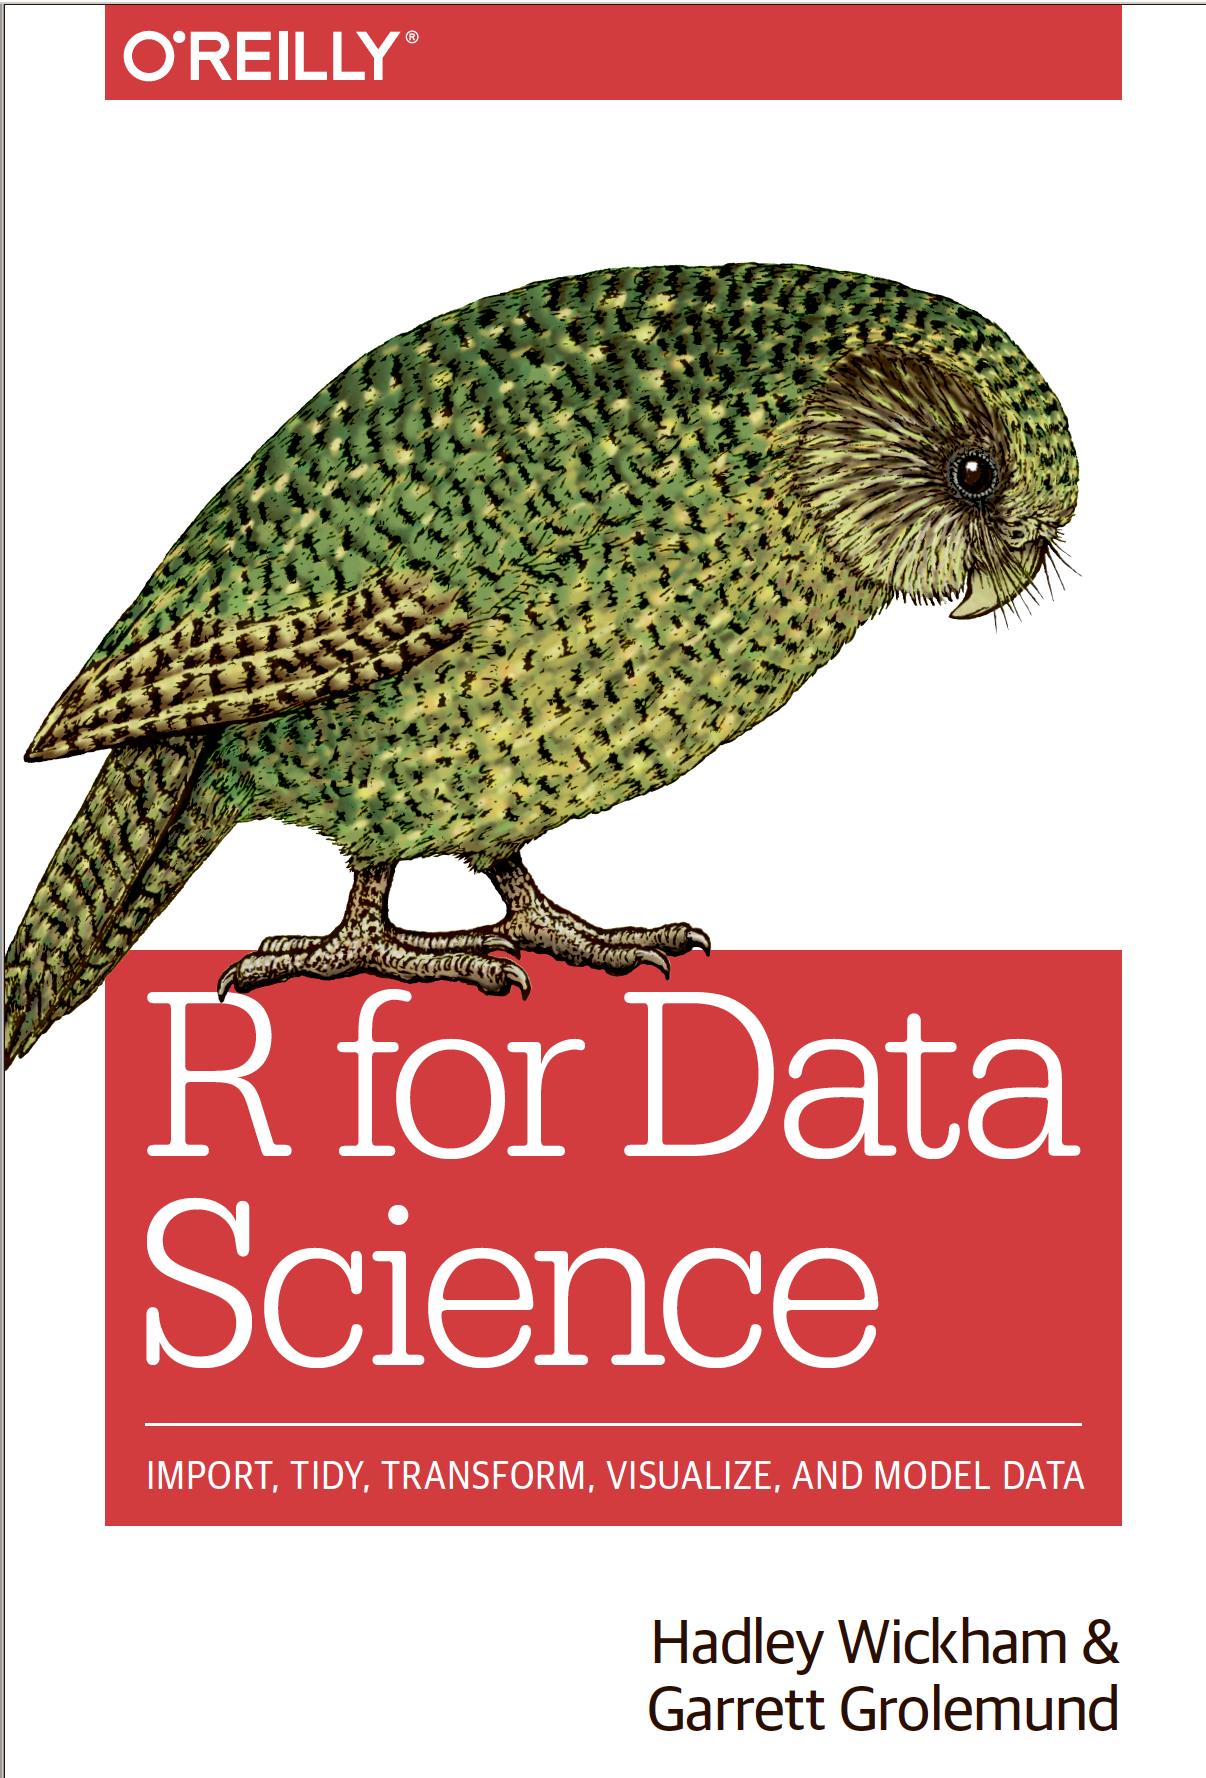 O'REILLY®
R for Data
Science
IMPORT, TIDY, TRANSFORM, VISUALIZE, AND MODEL DATA
Hadley Wickham &
Garrett Grolemund